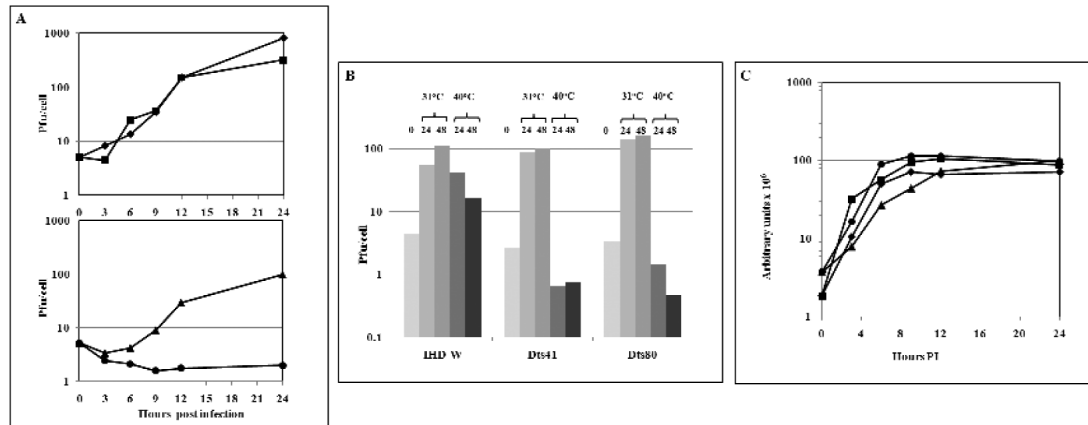 A
1000
100
10
1
Pfu/cell
0 3 6 9 12 15 18 21 24
1000
100
10
1
Pfu/cell
0 3 6 9 12 15 18 21 24
Hours post infection
B
31°C 40°C 31°C 40°C 31°C 40°C
0 24 48 24 48 0 24 48 24 48 0 24 48 24 48
100
10
1
0.1
Pfu/cell
IHD W Dts41 Dts80
C
1000
100
10
1
Arbitrary units x 10⁶
0 4 8 12 16 20 24
Hours PI